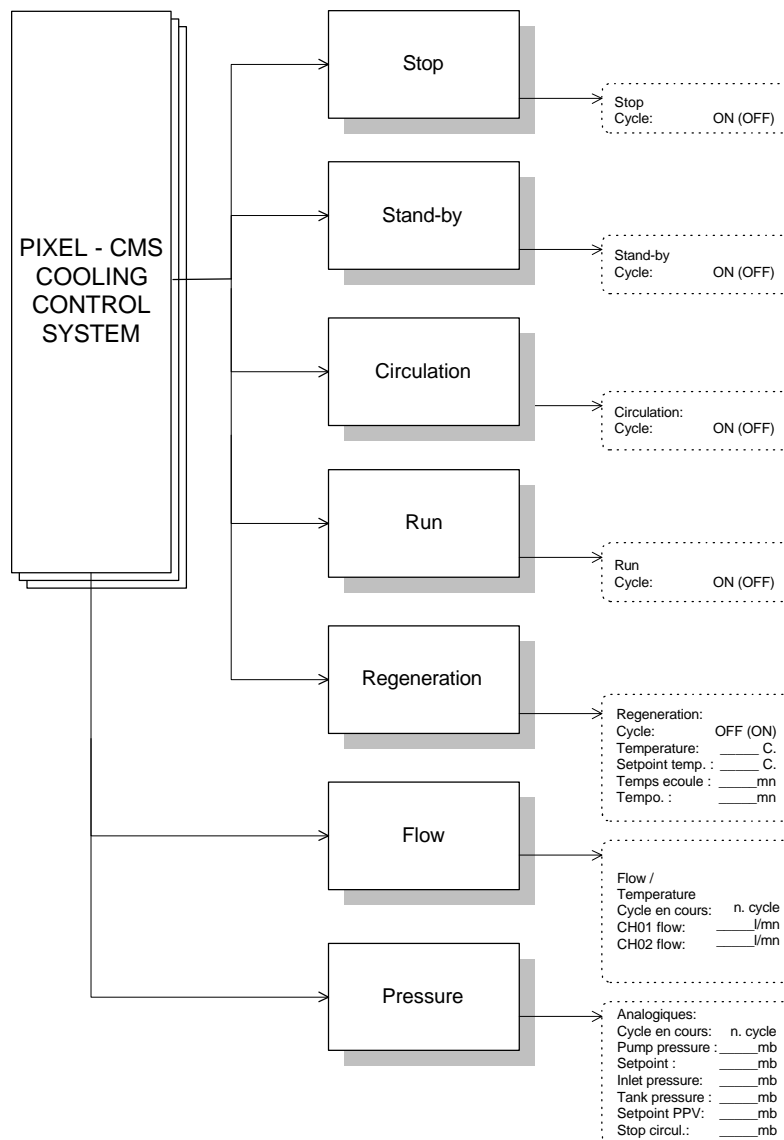 PIXEL - CMS
COOLING
CONTROL
SYSTEM
Stop
Stop
Cycle: ON (OFF)
Stand-by
Stand-by
Cycle: ON (OFF)
Circulation
Circulation:
Cycle: ON (OFF)
Run
Run
Cycle: ON (OFF)
Regeneration
Regeneration:
Cycle: OFF (ON)
Temperature: _____ C.
Setpoint temp. : _____ C.
Temps ecoule : _____mn
Tempo. : _____mn
Flow
Flow /
Temperature
Cycle en cours: n. cycle
CH01 flow: _____l/mn
CH02 flow: _____l/mn
Pressure
Analogiques:
Cycle en cours: n. cycle
Pump pressure : _____mb
Setpoint : _____mb
Inlet pressure: _____mb
Tank pressure : _____mb
Setpoint PPV: _____mb
Stop circul.: _____mb